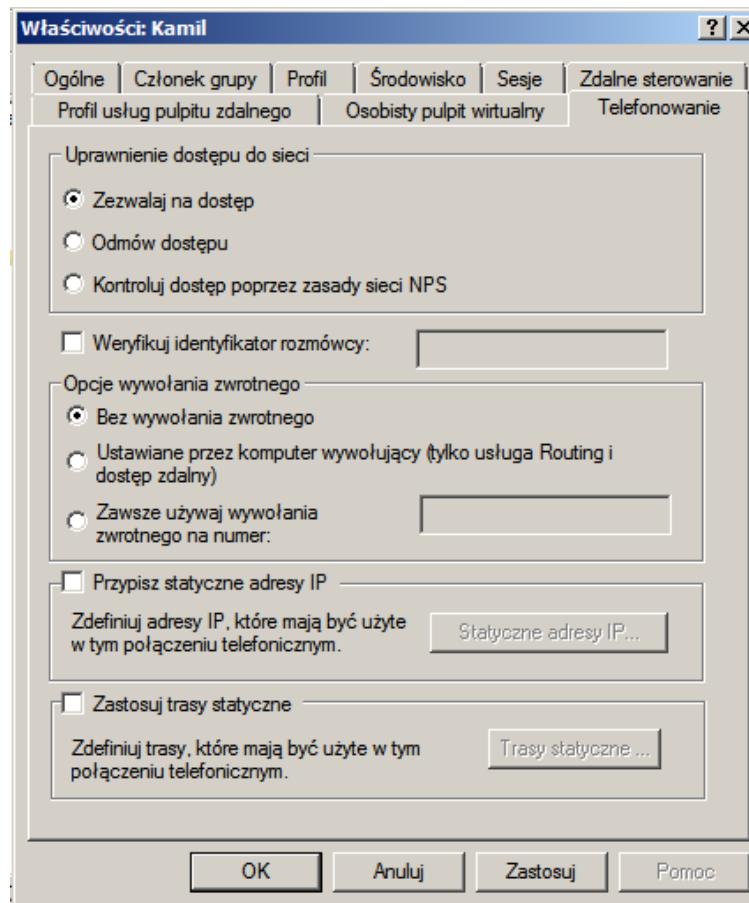 Właściwości: Kamil
Ogólne Członek grupy Profil Środowisko Sesje Zdalne sterowanie
Profil usług pulpitu zdalnego Osobisty pulpit wirtualny Telefonowanie
Uprawnienie dostępu do sieci
Zezwalaj na dostęp
Odmów dostępu
Kontroluj dostęp poprzez zasady sieci NPS
Weryfikuj identyfikator rozmówcy:
Opcje wywołania zwrotnego
Bez wywołania zwrotnego
Ustawiane przez komputer wywołujący (tylko usługa Routing i
dostęp zdalny)
Zawsze używaj wywołania
zwrotnego na numer:
Przypisz statyczne adresy IP
Zdefiniuj adresy IP, które mają być użyte
w tym połączeniu telefonicznym.
Statyczne adresy IP...
Zastosuj trasy statyczne
Zdefiniuj trasy, które mają być użyte w tym
połączeniu telefonicznym.
Trasy statyczne ...
OK Anuluj Zastosuj Pomoc